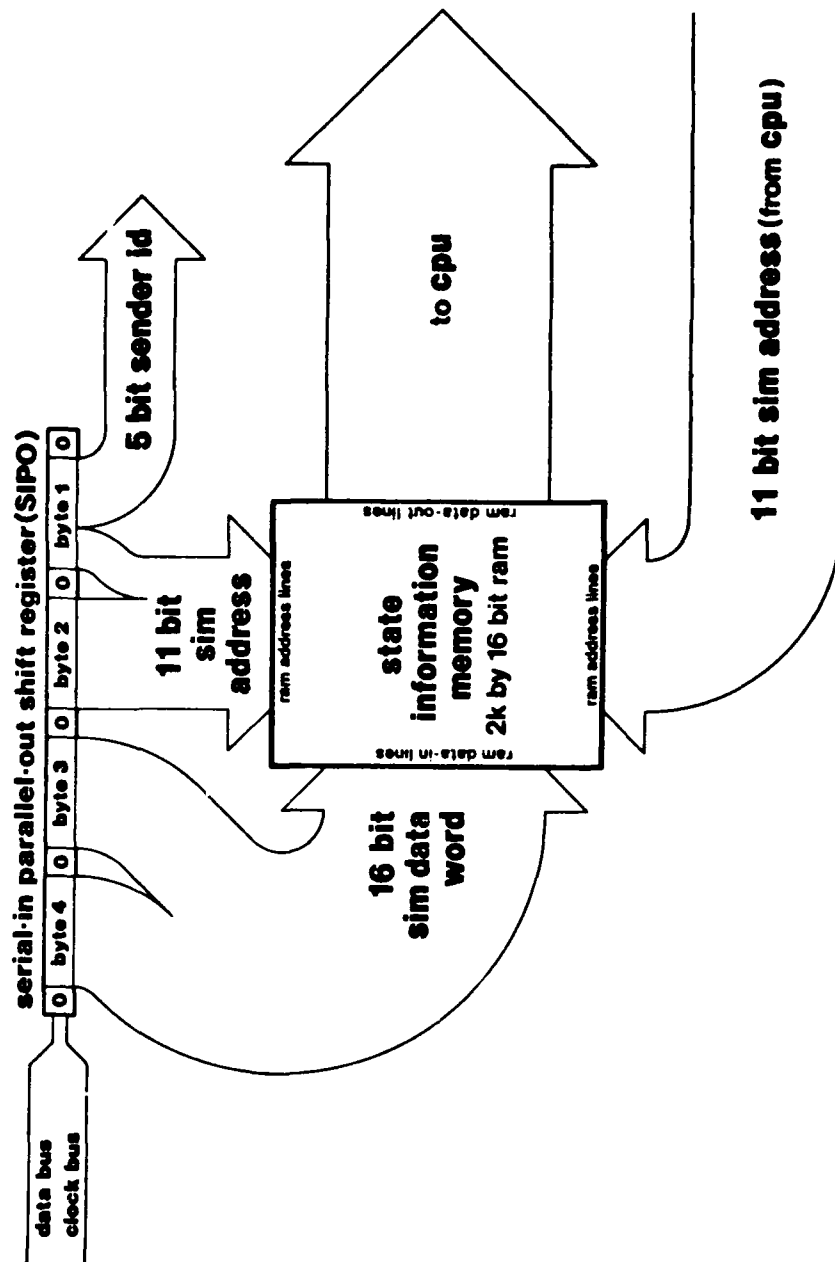 serial-in parallel-out shift register(SIPO)
data bus
clock bus
0 byte 4 0 byte 3 0 byte 2 0 byte 1 0
5 bit sender id
11 bit
sim
address
16 bit
sim data
word
ram address lines
ram data-in lines
state
information
memory
2k by 16 bit ram
ram data-out lines
ram address lines
to cpu
11 bit sim address (from cpu)